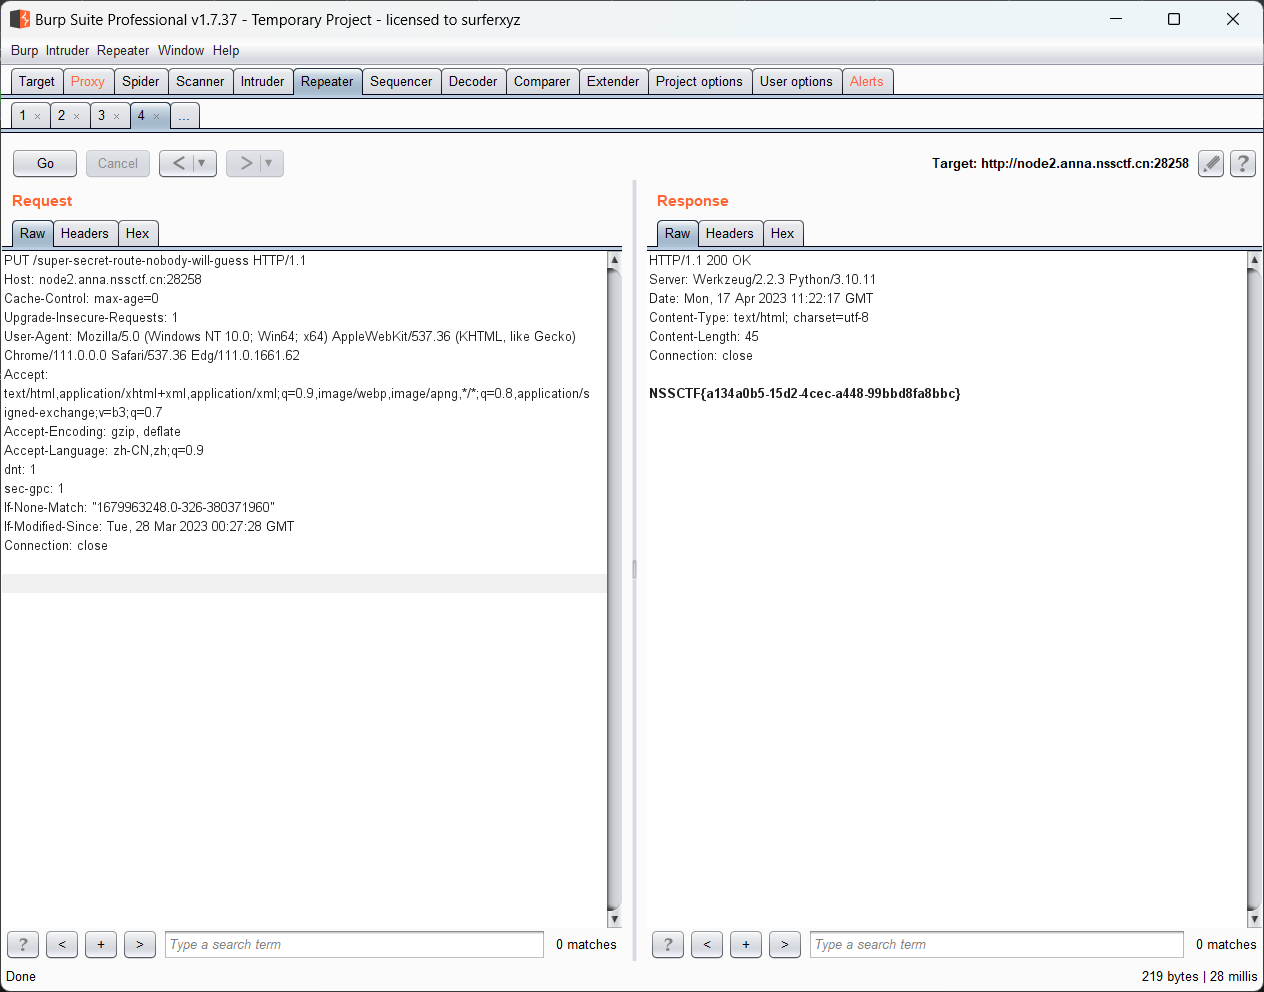 Burp Suite Professional v1.7.37 - Temporary Project - licensed to surferxyz
Burp Intruder Repeater Window Help
Target Proxy Spider Scanner Intruder Repeater Sequencer Decoder Comparer Extender Project options User options Alerts
1 × 2 × 3 × 4 × ...
Go Cancel < ▼ > ▼ Target: http://node2.anna.nssctf.cn:28258 ?
Request
Raw Headers Hex
PUT /super-secret-route-nobody-will-guess HTTP/1.1
Host: node2.anna.nssctf.cn:28258
Cache-Control: max-age=0
Upgrade-Insecure-Requests: 1
User-Agent: Mozilla/5.0 (Windows NT 10.0; Win64; x64) AppleWebKit/537.36 (KHTML, like Gecko)
Chrome/111.0.0.0 Safari/537.36 Edg/111.0.1661.62
Accept:
text/html,application/xhtml+xml,application/xml;q=0.9,image/webp,image/apng,*/*;q=0.8,application/s
igned-exchange;v=b3;q=0.7
Accept-Encoding: gzip, deflate
Accept-Language: zh-CN,zh;q=0.9
dnt: 1
sec-gpc: 1
If-None-Match: "1679963248.0-326-380371960"
If-Modified-Since: Tue, 28 Mar 2023 00:27:28 GMT
Connection: close
? < + > Type a search term 0 matches
Response
Raw Headers Hex
HTTP/1.1 200 OK
Server: Werkzeug/2.2.3 Python/3.10.11
Date: Mon, 17 Apr 2023 11:22:17 GMT
Content-Type: text/html; charset=utf-8
Content-Length: 45
Connection: close
NSSCTF{a134a0b5-15d2-4cec-a448-99bbd8fa8bbc}
? < + > Type a search term 0 matches
Done 219 bytes | 28 millis